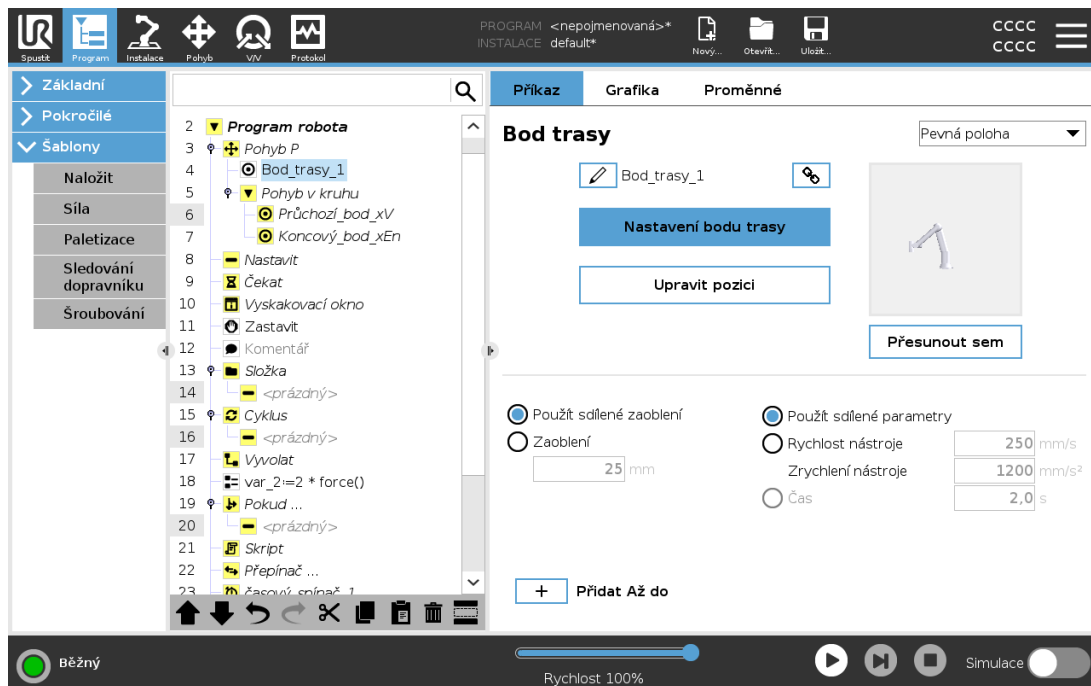 UR
Spustit
Program
Instalace
Pohyb
V/V
Protokol
PROGRAM <nepojmenovaná>*
INSTALACE default*
Nový...
Otevřít...
Uložit...
CCCC
CCCC
Základní
Pokročilé
Šablony
Naložit
Síla
Paletizace
Sledování
dopravníku
Šroubování
2 Program robota
3 Pohyb P
4 Bod_trasy_1
5 Pohyb v kruhu
6 Průchozí_bod_xV
7 Koncový_bod_xEn
8 Nastavit
9 Čekat
10 Vyskakovací okno
11 Zastavit
12 Komentář
13 Složka
14 <prázdný>
15 Cyklus
16 <prázdný>
17 Vyvolat
18 var_2:=2 * force()
19 Pokud ...
20 <prázdný>
21 Skript
22 Přepínač ...
23 časový_spínač_1
Příkaz
Grafika
Proměnné
Bod trasy
Pevná poloha
Bod_trasy_1
Nastavení bodu trasy
Upravit pozici
Přesunout sem
Použít sdílené zaoblení
Zaoblení
25 mm
Použít sdílené parametry
Rychlost nástroje 250 mm/s
Zrychlení nástroje 1200 mm/s²
Čas 2,0 s
+ Přidat Až do
Běžný
Rychlost 100%
Simulace